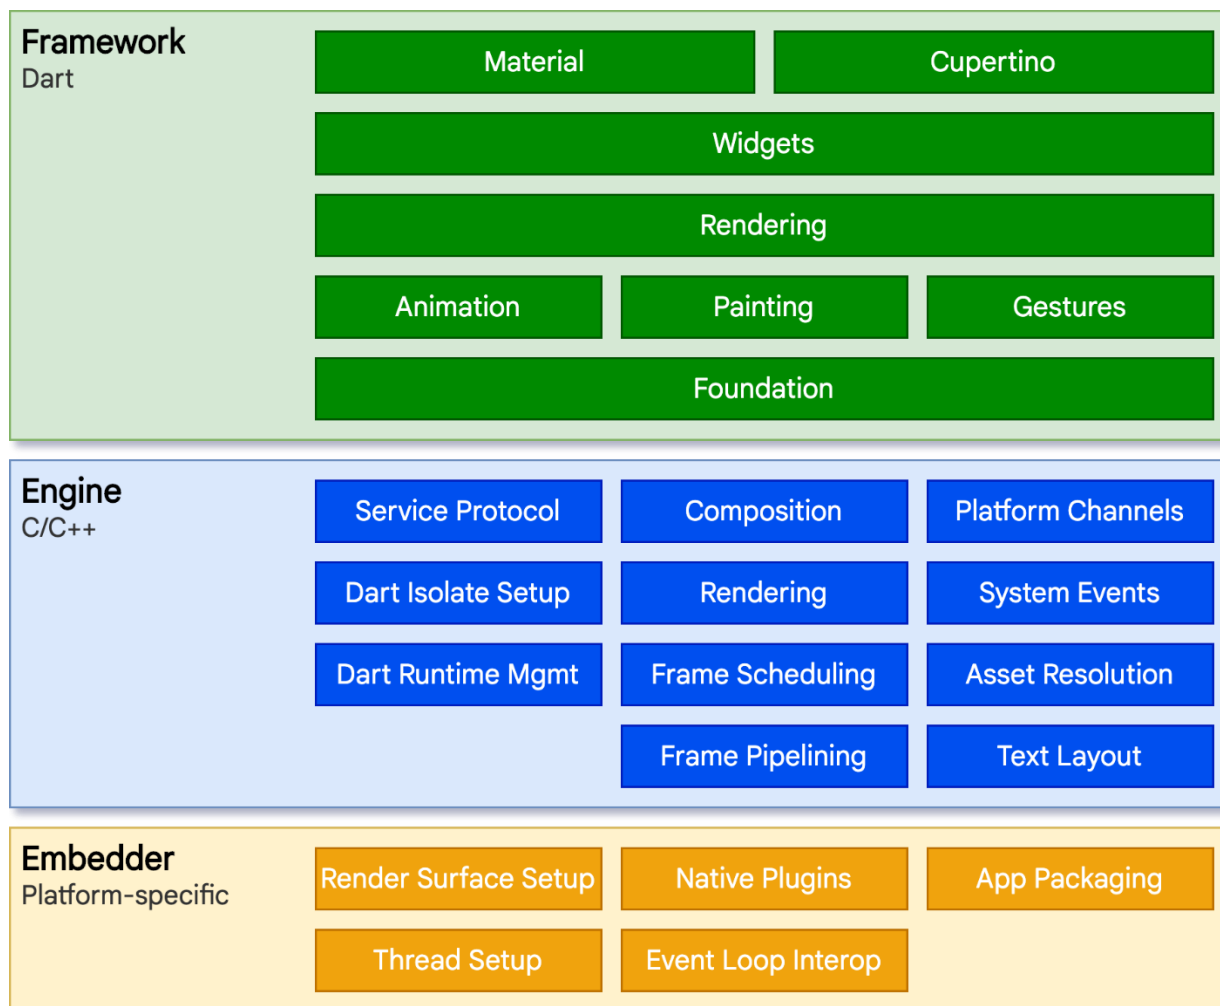 Framework
Dart
Material
Cupertino
Widgets
Rendering
Animation
Painting
Gestures
Foundation
Engine
C/C++
Service Protocol
Composition
Platform Channels
Dart Isolate Setup
Rendering
System Events
Dart Runtime Mgmt
Frame Scheduling
Asset Resolution
Frame Pipelining
Text Layout
Embedder
Platform-specific
Render Surface Setup
Native Plugins
App Packaging
Thread Setup
Event Loop Interop